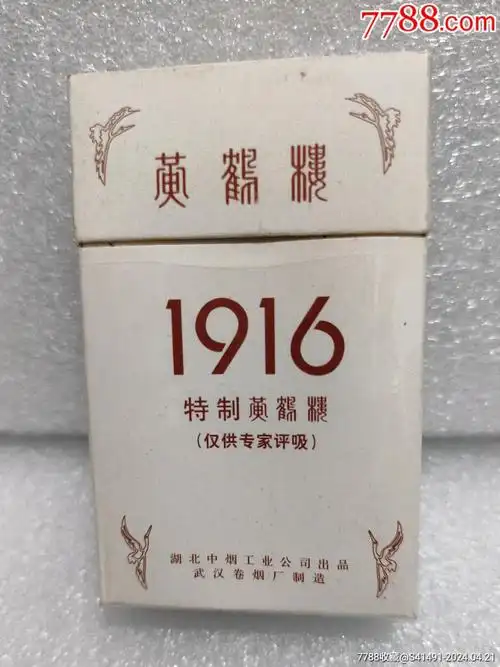 7788.com
黄鹤楼
1916
特制黄鹤楼
(仅供专家评吸)
湖北中烟工业公司出品
武汉卷烟厂制造
7788收藏@S41491-2024.04.21